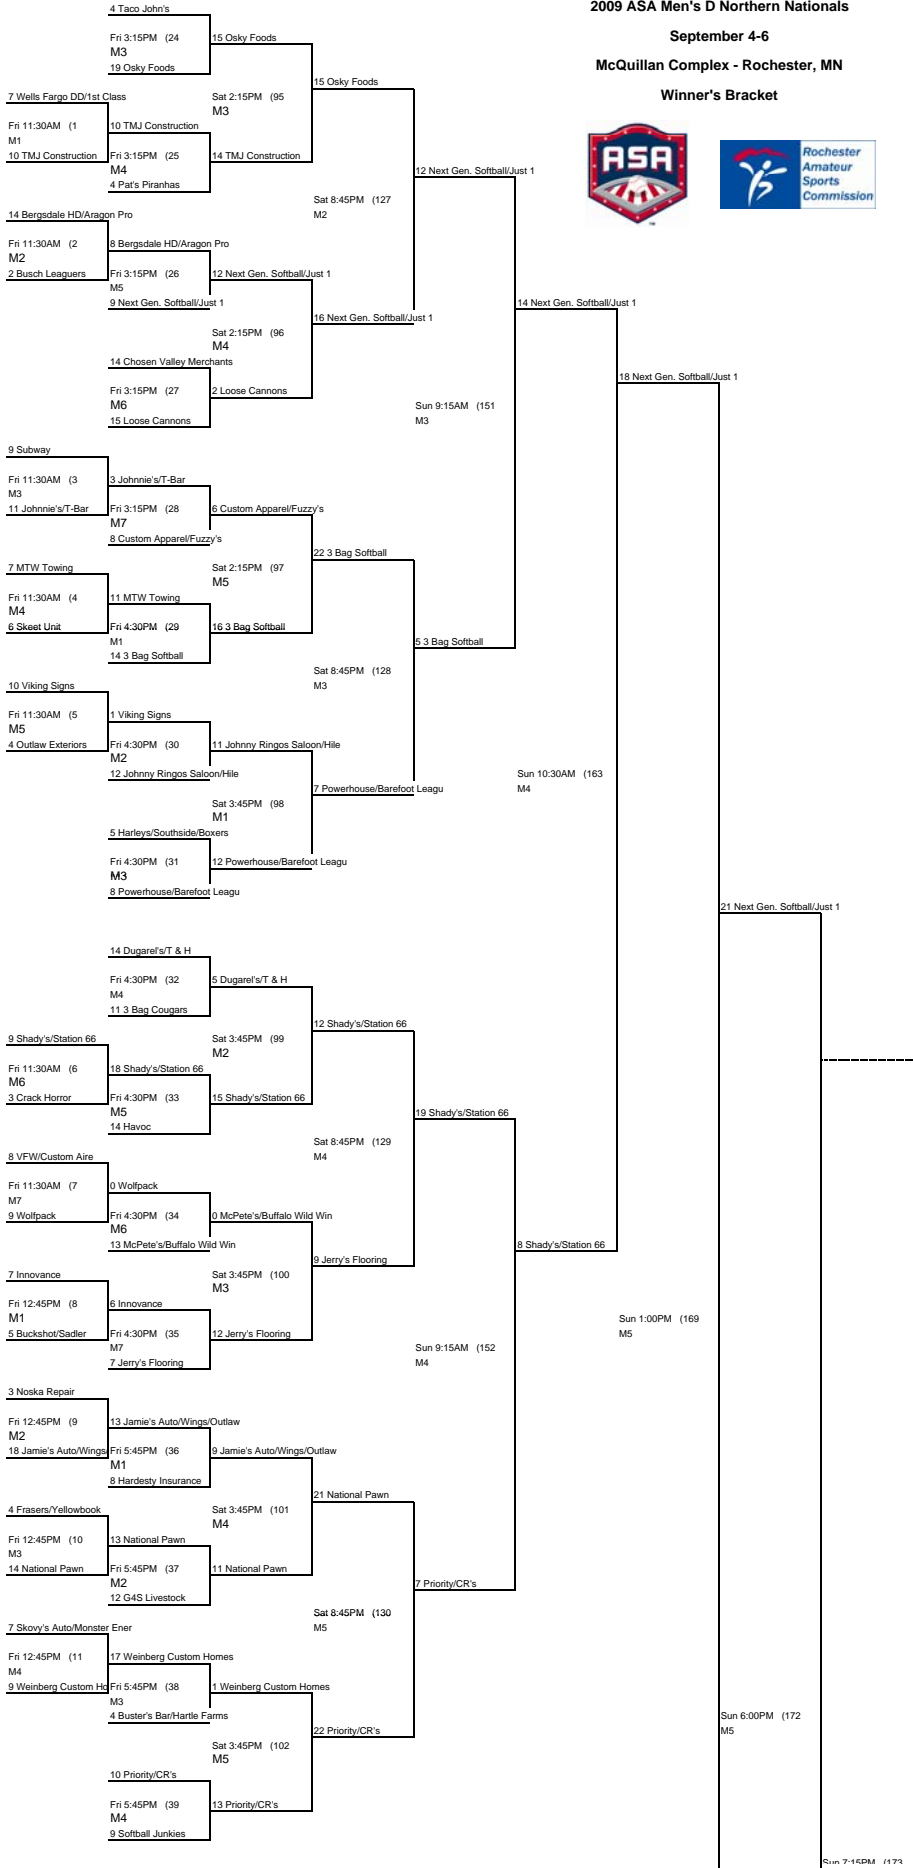 2009 ASA Men's D Northern Nationals
September 4-6
McQuillan Complex - Rochester, MN
Winner's Bracket
ASA
Rochester
Amateur
Sports
Commission
4 Taco John's
Fri 3:15PM (24
M3
19 Osky Foods
15 Osky Foods
7 Wells Fargo DD/1st Class
Fri 11:30AM (1
M1
10 TMJ Construction
10 TMJ Construction
Fri 3:15PM (25
M4
4 Pat's Piranhas
14 TMJ Construction
Sat 2:15PM (95
M3
15 Osky Foods
14 Bergsdale HD/Aragon Pro
Fri 11:30AM (2
M2
2 Busch Leaguers
8 Bergsdale HD/Aragon Pro
Fri 3:15PM (26
M5
9 Next Gen. Softball/Just 1
12 Next Gen. Softball/Just 1
Sat 2:15PM (96
M4
14 Chosen Valley Merchants
Fri 3:15PM (27
M6
15 Loose Cannons
2 Loose Cannons
16 Next Gen. Softball/Just 1
Sat 8:45PM (127
M2
12 Next Gen. Softball/Just 1
9 Subway
Fri 11:30AM (3
M3
11 Johnnie's/T-Bar
3 Johnnie's/T-Bar
Fri 3:15PM (28
M7
8 Custom Apparel/Fuzzy's
6 Custom Apparel/Fuzzy's
Sat 2:15PM (97
M5
7 MTW Towing
Fri 11:30AM (4
M4
6 Skeet Unit
11 MTW Towing
Fri 4:30PM (29
M1
14 3 Bag Softball
16 3 Bag Softball
22 3 Bag Softball
10 Viking Signs
Fri 11:30AM (5
M5
4 Outlaw Exteriors
1 Viking Signs
Fri 4:30PM (30
M2
12 Johnny Ringos Saloon/Hile
11 Johnny Ringos Saloon/Hile
Sat 3:45PM (98
M1
5 Harleys/Southside/Boxers
Fri 4:30PM (31
M3
8 Powerhouse/Barefoot Leagu
12 Powerhouse/Barefoot Leagu
7 Powerhouse/Barefoot Leagu
Sat 8:45PM (128
M3
5 3 Bag Softball
Sun 9:15AM (151
M3
14 Next Gen. Softball/Just 1
14 Dugarel's/T & H
Fri 4:30PM (32
M4
11 3 Bag Cougars
5 Dugarel's/T & H
Sat 3:45PM (99
M2
9 Shady's/Station 66
Fri 11:30AM (6
M6
3 Crack Horror
18 Shady's/Station 66
Fri 4:30PM (33
M5
14 Havoc
15 Shady's/Station 66
12 Shady's/Station 66
8 VFW/Custom Aire
Fri 11:30AM (7
M7
9 Wolfpack
0 Wolfpack
Fri 4:30PM (34
M6
13 McPete's/Buffalo Wild Win
0 McPete's/Buffalo Wild Win
Sat 3:45PM (100
M3
7 Innovance
Fri 12:45PM (8
M1
5 Buckshot/Sadler
6 Innovance
Fri 4:30PM (35
M7
7 Jerry's Flooring
12 Jerry's Flooring
9 Jerry's Flooring
Sat 8:45PM (129
M4
19 Shady's/Station 66
3 Noska Repair
Fri 12:45PM (9
M2
18 Jamie's Auto/Wings/
13 Jamie's Auto/Wings/Outlaw
Fri 5:45PM (36
M1
8 Hardesty Insurance
9 Jamie's Auto/Wings/Outlaw
Sat 3:45PM (101
M4
4 Frasers/Yellowbook
Fri 12:45PM (10
M3
14 National Pawn
13 National Pawn
Fri 5:45PM (37
M2
12 G4S Livestock
11 National Pawn
21 National Pawn
7 Skovy's Auto/Monster Ener
Fri 12:45PM (11
M4
9 Weinberg Custom Ho
17 Weinberg Custom Homes
Fri 5:45PM (38
M3
4 Buster's Bar/Hartle Farms
1 Weinberg Custom Homes
Sat 3:45PM (102
M5
10 Priority/CR's
Fri 5:45PM (39
M4
9 Softball Junkies
13 Priority/CR's
22 Priority/CR's
Sat 8:45PM (130
M5
7 Priority/CR's
Sun 9:15AM (152
M4
8 Shady's/Station 66
Sun 10:30AM (163
M4
18 Next Gen. Softball/Just 1
Sun 1:00PM (169
M5
21 Next Gen. Softball/Just 1
Sun 6:00PM (172
M5
Sun 7:15PM (173